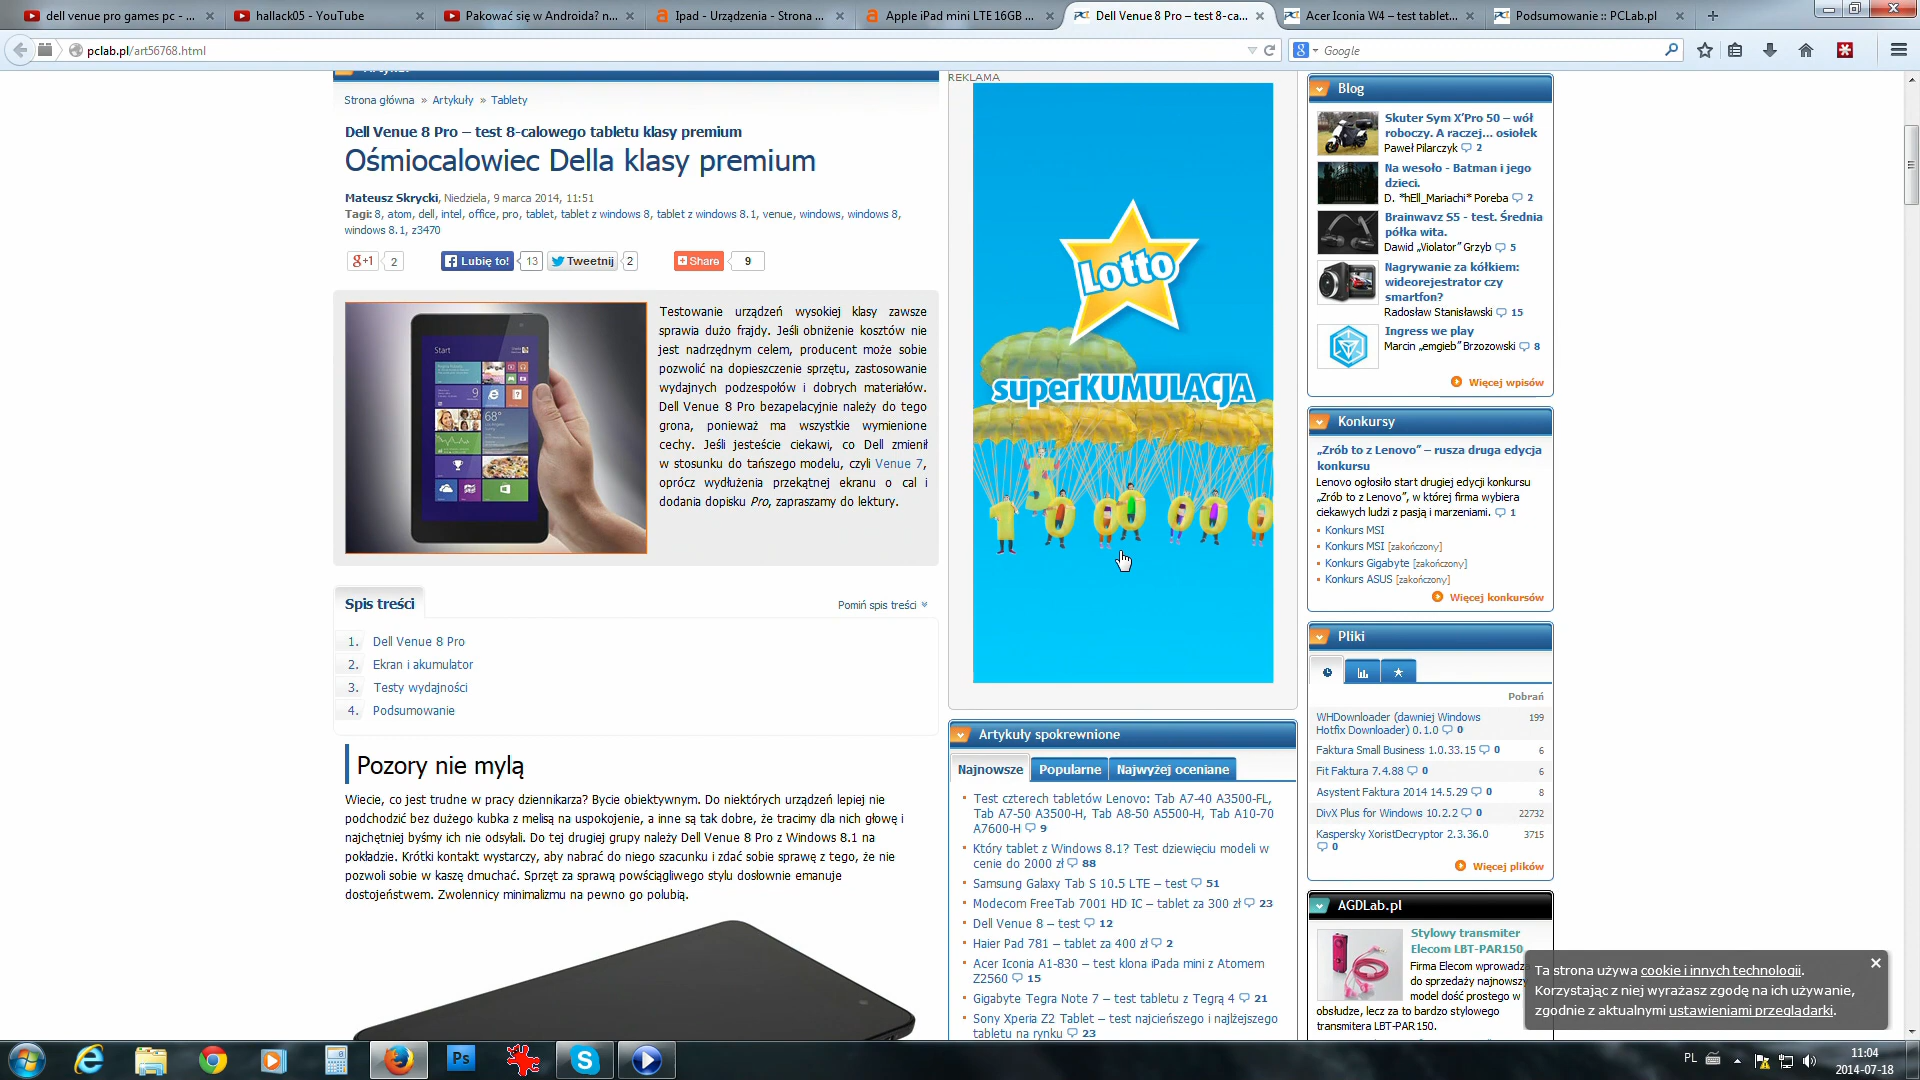 dell venue pro games pc - ...
hallack05 - YouTube
Pakować się w Androida? n...
Ipad - Urządzenia - Strona ...
Apple iPad mini LTE 16GB ...
Dell Venue 8 Pro – test 8-ca...
Acer Iconia W4 – test tablet...
Podsumowanie :: PCLab.pl
pclab.pl/art56768.html
Google
Strona główna » Artykuły » Tablety
Dell Venue 8 Pro – test 8-calowego tabletu klasy premium
Ośmiocalowiec Della klasy premium
Mateusz Skrycki, Niedziela, 9 marca 2014, 11:51
Tagi: 8, atom, dell, intel, office, pro, tablet, tablet z windows 8, tablet z windows 8.1, venue, windows, windows 8,
windows 8.1, z3470
g+1 2 Lubię to! 13 Tweetnij 2 Share 9
Start
68°
Testowanie urządzeń wysokiej klasy zawsze
sprawia dużo frajdy. Jeśli obniżenie kosztów nie
jest nadrzędnym celem, producent może sobie
pozwolić na dopieszczenie sprzętu, zastosowanie
wydajnych podzespołów i dobrych materiałów.
Dell Venue 8 Pro bezapelacyjnie należy do tego
grona, ponieważ ma wszystkie wymienione
cechy. Jeśli jesteście ciekawi, co Dell zmienił
w stosunku do tańszego modelu, czyli Venue 7,
oprócz wydłużenia przekątnej ekranu o cal i
dodania dopisku Pro, zapraszamy do lektury.
Spis treści
Pomiń spis treści
1. Dell Venue 8 Pro
2. Ekran i akumulator
3. Testy wydajności
4. Podsumowanie
Pozory nie mylą
Wiecie, co jest trudne w pracy dziennikarza? Bycie obiektywnym. Do niektórych urządzeń lepiej nie
podchodzić bez dużego kubka z melisą na uspokojenie, a inne są tak dobre, że tracimy dla nich głowę i
najchętniej byśmy ich nie odsyłali. Do tej drugiej grupy należy Dell Venue 8 Pro z Windows 8.1 na
pokładzie. Krótki kontakt wystarczy, aby nabrać do niego szacunku i zdać sobie sprawę z tego, że nie
pozwoli sobie w kaszę dmuchać. Sprzęt za sprawą powściągliwego stylu dosłownie emanuje
dostojeństwem. Zwolennicy minimalizmu na pewno go polubią.
REKLAMA
Lotto
superKUMULACJA
Artykuły spokrewnione
Najnowsze Popularne Najwyżej oceniane
Test czterech tabletów Lenovo: Tab A7-40 A3500-FL,
Tab A7-50 A3500-H, Tab A8-50 A5500-H, Tab A10-70
A7600-H 9
Który tablet z Windows 8.1? Test dziewięciu modeli w
cenie do 2000 zł 88
Samsung Galaxy Tab S 10.5 LTE – test 51
Modecom FreeTab 7001 HD IC – tablet za 300 zł 23
Dell Venue 8 – test 12
Haier Pad 781 – tablet za 400 zł 2
Acer Iconia A1-830 – test klona iPada mini z Atomem
Z2560 15
Gigabyte Tegra Note 7 – test tabletu z Tegrą 4 21
Sony Xperia Z2 Tablet – test najcieńszego i najlżejszego
tabletu na rynku 23
Blog
Skuter Sym X'Pro 50 – wół
roboczy. A raczej... osiołek
Paweł Pilarczyk 2
Na wesoło - Batman i jego
dzieci.
D. *hEll_Mariachi* Poreba 2
Brainwavz S5 - test. Średnia
półka wita.
Dawid „Violator” Grzyb 5
Nagrywanie za kółkiem:
wideorejestrator czy
smartfon?
Radosław Stanisławski 15
Ingress we play
Marcin „emgieb” Brzozowski 8
Więcej wpisów
Konkursy
„Zrób to z Lenovo” – rusza druga edycja
konkursu
Lenovo ogłosiło start drugiej edycji konkursu
„Zrób to z Lenovo”, w której firma wybiera
ciekawych ludzi z pasją i marzeniami. 1
Konkurs MSI
Konkurs MSI [zakończony]
Konkurs Gigabyte [zakończony]
Konkurs ASUS [zakończony]
Więcej konkursów
Pliki
Pobrań
WHDownloader (dawniej Windows 199
Hotfix Downloader) 0.1.0 0
Faktura Small Business 1.0.33.15 0 6
Fit Faktura 7.4.88 0 6
Asystent Faktura 2014 14.5.29 0 8
DivX Plus for Windows 10.2.2 0 22732
Kaspersky XoristDecryptor 2.3.36.0 3715
0
Więcej plików
AGDLab.pl
Stylowy transmiter
Elecom LBT-PAR150
Firma Elecom wprowadza
do sprzedaży najnowszy
model dość prostego w
obsłudze, lecz za to bardzo stylowego
transmitera LBT-PAR150.
Ta strona używa cookie i innych technologii.
Korzystając z niej wyrażasz zgodę na ich używanie,
zgodnie z aktualnymi ustawieniami przeglądarki.
Ps
PL
11:04
2014-07-18